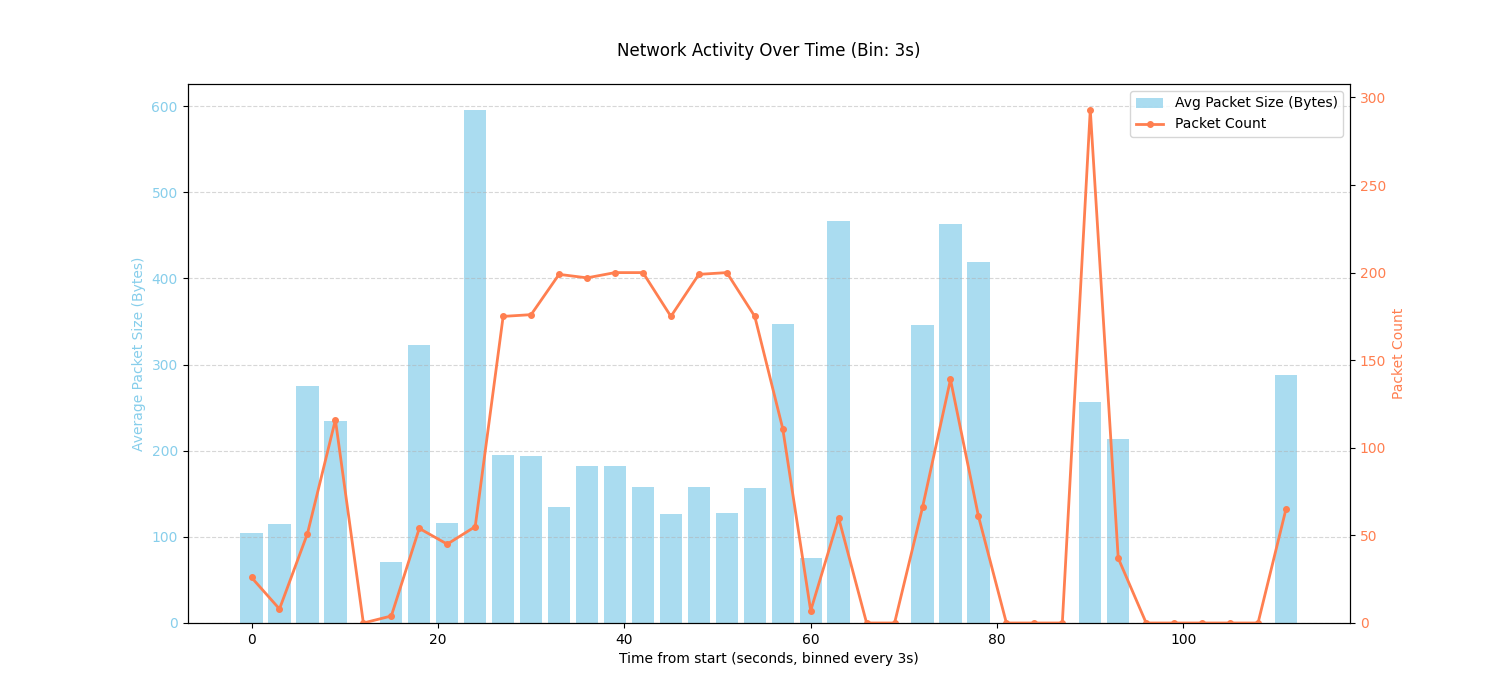 Network Activity Over Time (Bin: 3s)
Avg Packet Size (Bytes)
Packet Count
Average Packet Size (Bytes)
600
500
400
300
200
100
0
300
250
200
150
100
50
0
Packet Count
0 20 40 60 80 100
Time from start (seconds, binned every 3s)